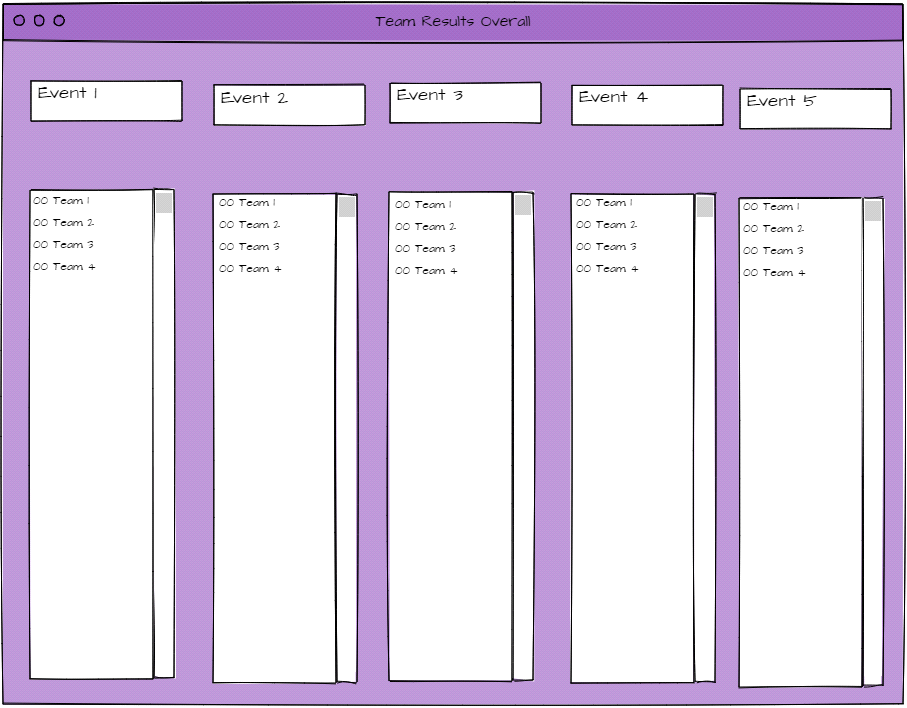 Team Results Overall
Event 1
Event 2
Event 3
Event 4
Event 5
00 Team 1
00 Team 2
00 Team 3
00 Team 4
00 Team 1
00 Team 2
00 Team 3
00 Team 4
00 Team 1
00 Team 2
00 Team 3
00 Team 4
00 Team 1
00 Team 2
00 Team 3
00 Team 4
00 Team 1
00 Team 2
00 Team 3
00 Team 4